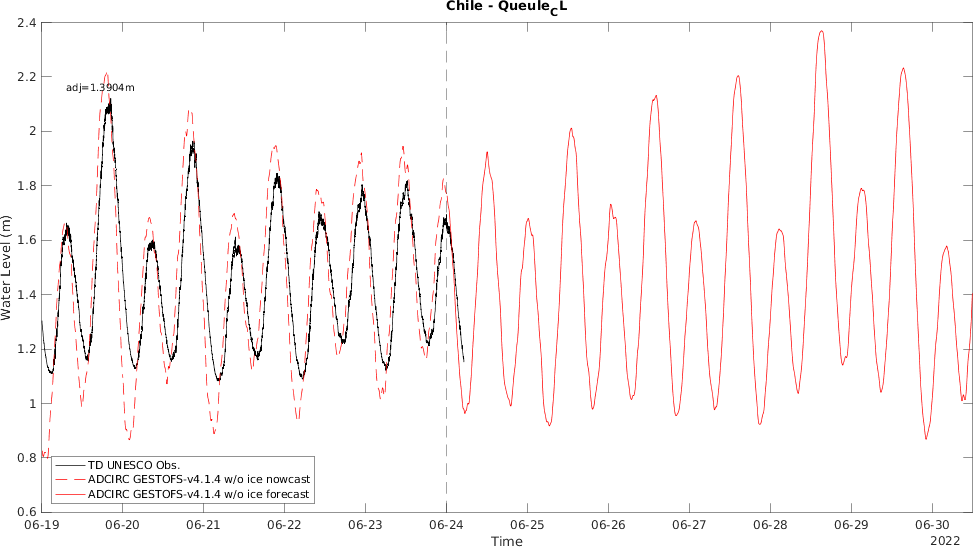 Chile - Queule_CL
2.4
2.2
2
1.8
1.6
1.4
1.2
1
0.8
0.6
Water Level (m)
adj=1.3904m
TD UNESCO Obs.
ADCIRC GESTOFS-v4.1.4 w/o ice nowcast
ADCIRC GESTOFS-v4.1.4 w/o ice forecast
06-19 06-20 06-21 06-22 06-23 06-24 06-25 06-26 06-27 06-28 06-29 06-30
Time
2022